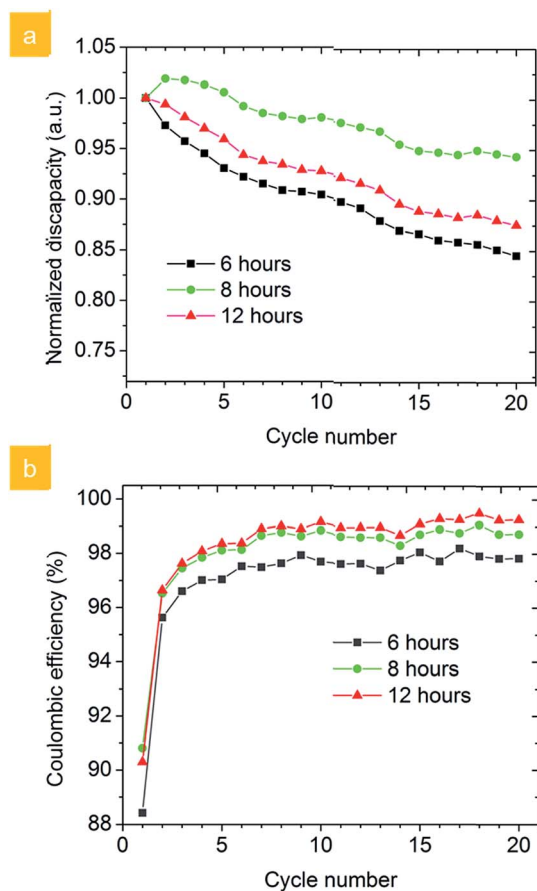 a
1.05
1.00
0.95
0.90
0.85
0.80
0.75
Normalized discapacity (a.u.)
6 hours
8 hours
12 hours
0 5 10 15 20
Cycle number
b
100
98
96
94
92
90
88
Coulombic efficiency (%)
6 hours
8 hours
12 hours
0 5 10 15 20
Cycle number